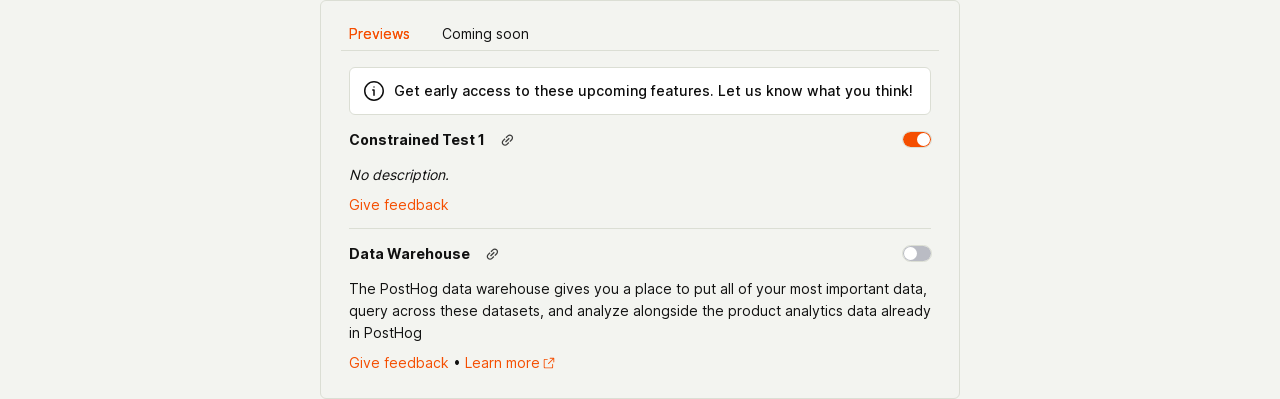 Previews Coming soon
Get early access to these upcoming features. Let us know what you think!
Constrained Test 1
No description.
Give feedback
Data Warehouse
The PostHog data warehouse gives you a place to put all of your most important data,
query across these datasets, and analyze alongside the product analytics data already
in PostHog
Give feedback • Learn more